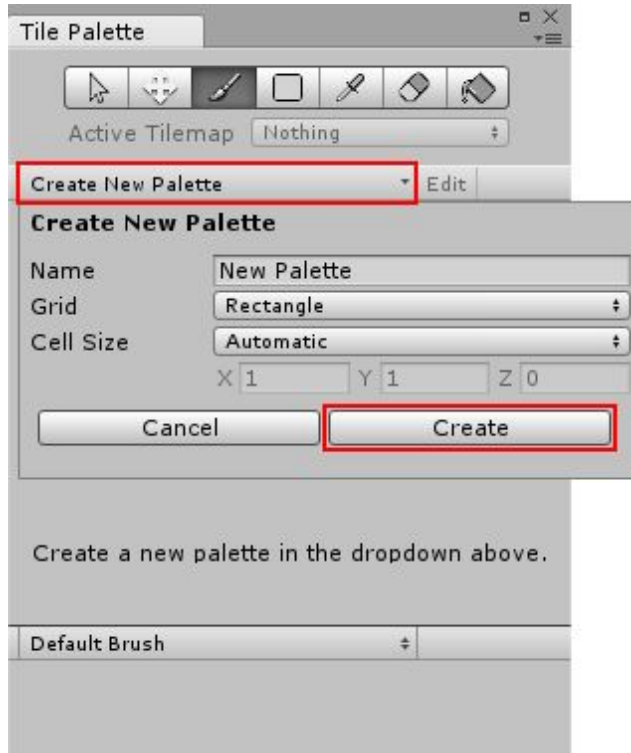 Tile Palette
Active Tilemap Nothing
Create New Palette Edit
Create New Palette
Name New Palette
Grid Rectangle
Cell Size Automatic
X 1 Y 1 Z 0
Cancel Create
Create a new palette in the dropdown above.
Default Brush